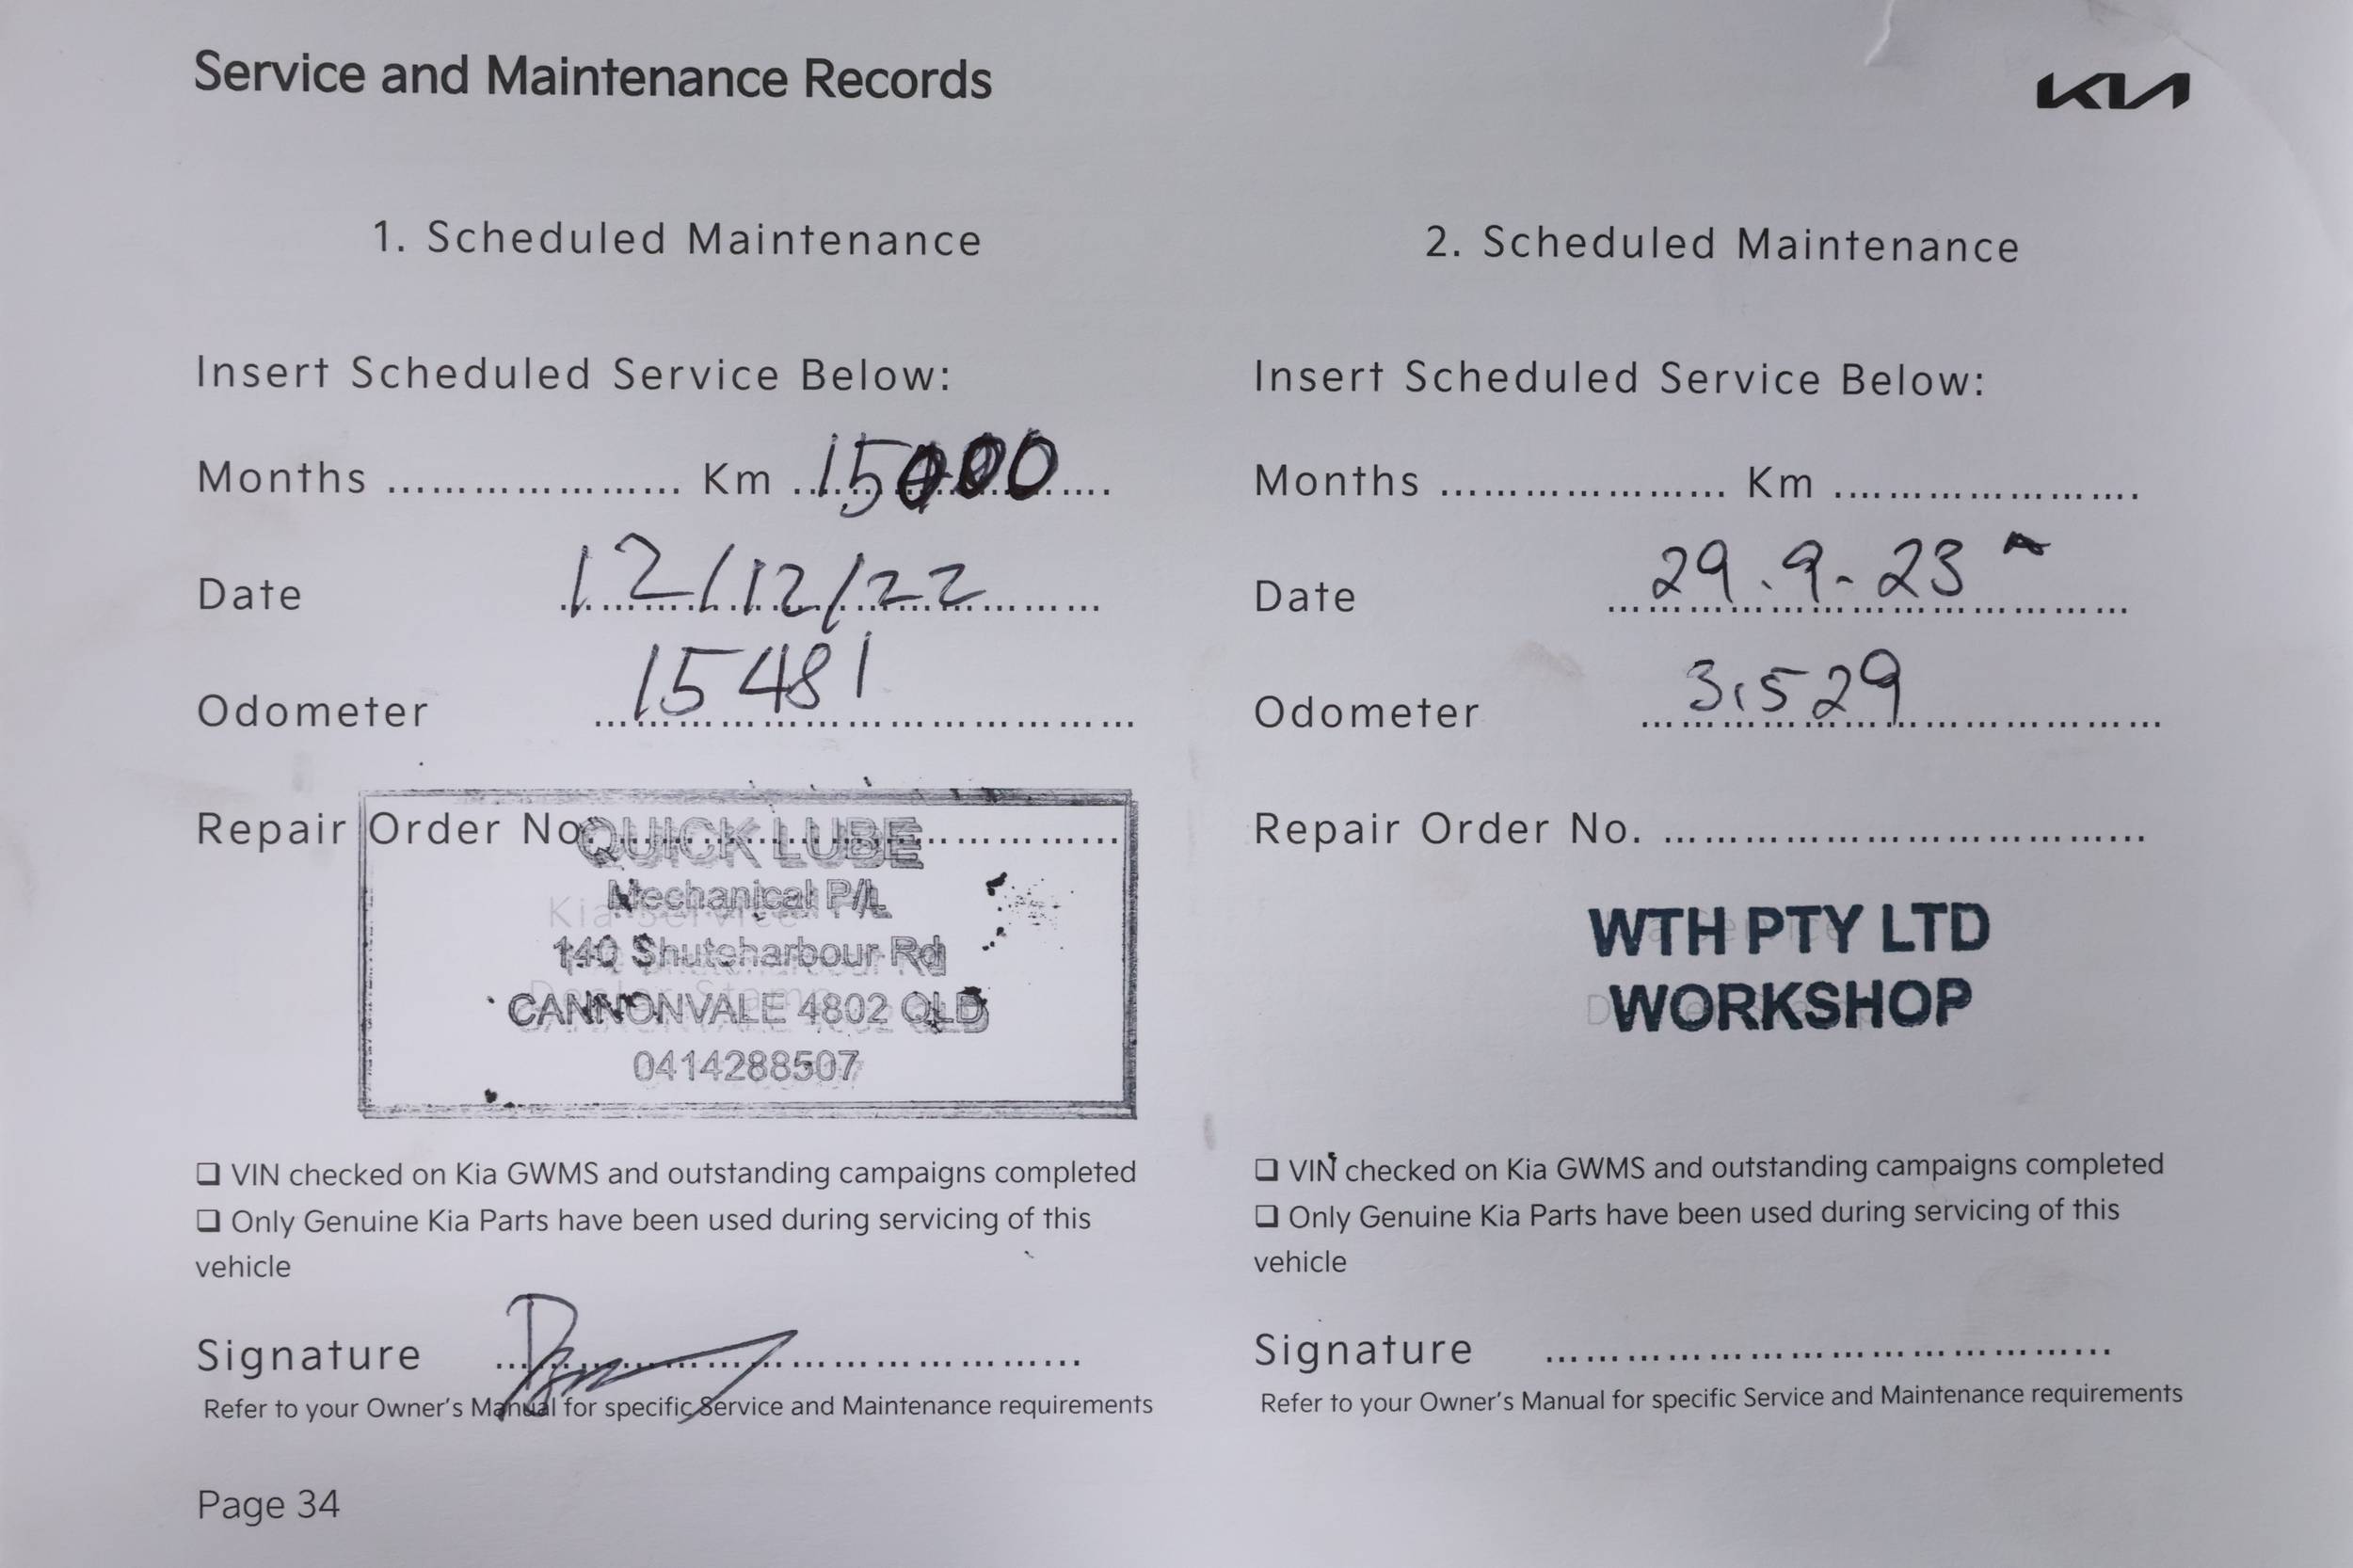 Service and Maintenance Records
KIA
1. Scheduled Maintenance
Insert Scheduled Service Below:
Months ..................... Km 15000
Date 12/12/22
Odometer 15481
Repair Order No.
QUICK LUBE
Mechanical P/L
140 Shuteharbour Rd
CANNONVALE 4802 QLD
0414288507
Kia Service
Dealer Stamp
❑ VIN checked on Kia GWMS and outstanding campaigns completed
❑ Only Genuine Kia Parts have been used during servicing of this
vehicle
Signature
Refer to your Owner's Manual for specific Service and Maintenance requirements
Page 34
2. Scheduled Maintenance
Insert Scheduled Service Below:
Months ..................... Km .....................
Date 29.9-23
Odometer 31529
Repair Order No. ...................................
WTH PTY LTD
WORKSHOP
❑ VIN checked on Kia GWMS and outstanding campaigns completed
❑ Only Genuine Kia Parts have been used during servicing of this
vehicle
Signature ...................................
Refer to your Owner's Manual for specific Service and Maintenance requirements